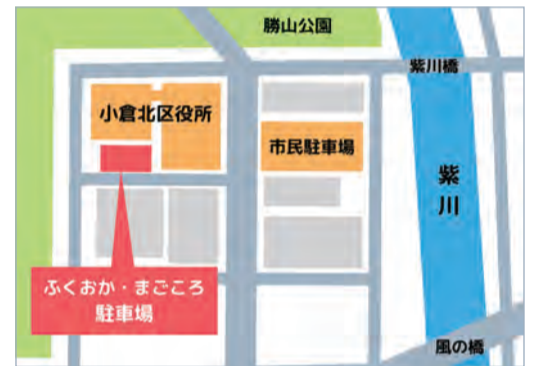 勝山公園
紫川橋
小倉北区役所
市民駐車場
紫川
ふくおか・まごころ
駐車場
風の橋